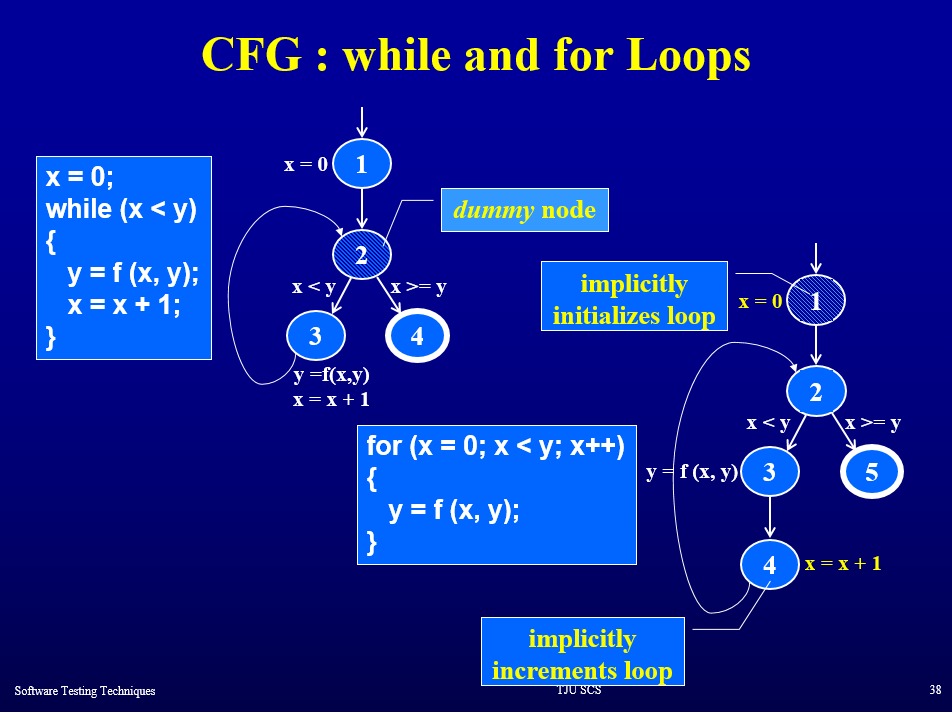 CFG : while and for Loops
x = 0;
while (x < y)
{
y = f (x, y);
x = x + 1;
}
x = 0
1
dummy node
2
x < y
x >= y
3
4
y =f(x,y)
x = x + 1
implicitly
initializes loop
x = 0
1
2
x < y
x >= y
y = f (x, y)
3
5
4
x = x + 1
for (x = 0; x < y; x++)
{
y = f (x, y);
}
implicitly
increments loop
Software Testing Techniques
TJU SCS
38